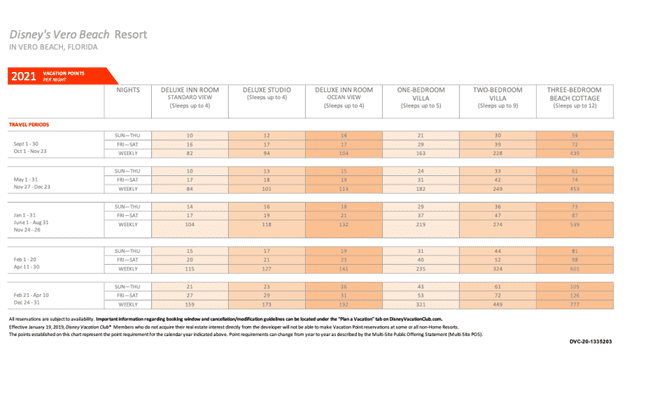 Disney's Vero Beach Resort
IN VERO BEACH, FLORIDA
2021 VACATION POINTS PER NIGHT
NIGHTS DELUXE INN ROOM STANDARD VIEW (Sleeps up to 4) DELUXE STUDIO (Sleeps up to 4) DELUXE INN ROOM OCEAN VIEW (Sleeps up to 4) ONE-BEDROOM VILLA (Sleeps up to 5) TWO-BEDROOM VILLA (Sleeps up to 9) THREE-BEDROOM BEACH COTTAGE (Sleeps up to 12)
TRAVEL PERIODS
Sept 1 - 30
Oct 1 - Nov 23
SUN—THU 10 12 14 21 30 59
FRI—SAT 16 17 17 29 39 72
WEEKLY 82 94 104 163 228 439
May 1 - 31
Nov 27 - Dec 23
SUN—THU 10 13 15 24 33
FRI—SAT 17 18 19 31 42 74
WEEKLY 84 101 113 182 249
Jan 1 - 31
June 1 - Aug 31
Nov 24 - 26
SUN—THU 14 16 18 29 36 73
FRI—SAT 17 19 21 37 47 87
WEEKLY 104 118 132 219 274 539
Feb 1 - 20
Apr 11 - 30
SUN—THU 15 17 19 31 44 81
FRI—SAT 20 21 23 40 52 98
WEEKLY 115 127 141 235 324 601
Feb 21 - Apr 10
Dec 24 - 31
SUN—THU 21 23 26 43 61 105
FRI—SAT 27 29 31 53 72 126
WEEKLY 159 173 192 321 449 777
All reservations are subject to availability. Important information regarding booking window and cancellation/modification guidelines can be located under the "Plan a Vacation" tab on DisneyVacationClub.com.
Effective January 19, 2019, Disney Vacation Club® Members who do not acquire their real estate interest directly from the developer will not be able to make Vacation Point reservations at some or all non-Home Resorts.
The points established on this chart represent the point requirement for the calendar year indicated above. Point requirements can change from year to year as described by the Multi-Site Public Offering Statement (Multi-Site POS).
DVC-20-1335203